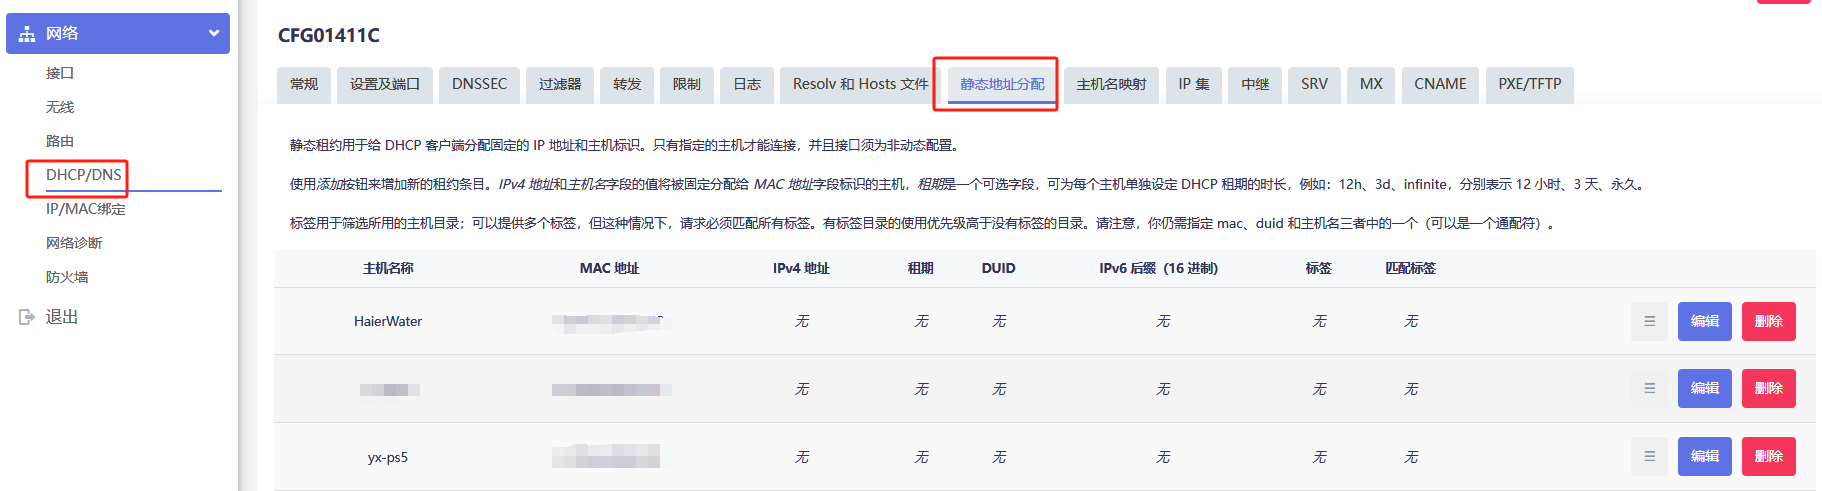 网络
接口
无线
路由
DHCP/DNS
IP/MAC绑定
网络诊断
防火墙
退出
CFG01411C
常规 设置及端口 DNSSEC 过滤器 转发 限制 日志 Resolv 和 Hosts 文件 静态地址分配 主机名映射 IP 集 中继 SRV MX CNAME PXE/TFTP
静态租约用于给 DHCP 客户端分配固定的 IP 地址和主机标识。只有指定的主机才能连接，并且接口须为非动态配置。
使用添加按钮来增加新的租约条目。IPv4 地址和主机名字段的值将被固定分配给 MAC 地址字段标识的主机，租期是一个可选字段，可为每个主机单独设定 DHCP 租期的时长，例如：12h、3d、infinite，分别表示 12 小时、3 天、永久。
标签用于筛选所用的主机目录；可以提供多个标签，但这种情况下，请求必须匹配所有标签。有标签目录的使用优先级高于没有标签的目录。请注意，你仍需指定 mac、duid 和主机名三者中的一个（可以是一个通配符）。
主机名称 MAC 地址 IPv4 地址 租期 DUID IPv6 后缀（16 进制） 标签 匹配标签
HaierWater 无 无 无 无 无 无 编辑 删除
无 无 无 无 无 无 编辑 删除
yx-ps5 无 无 无 无 无 无 编辑 删除